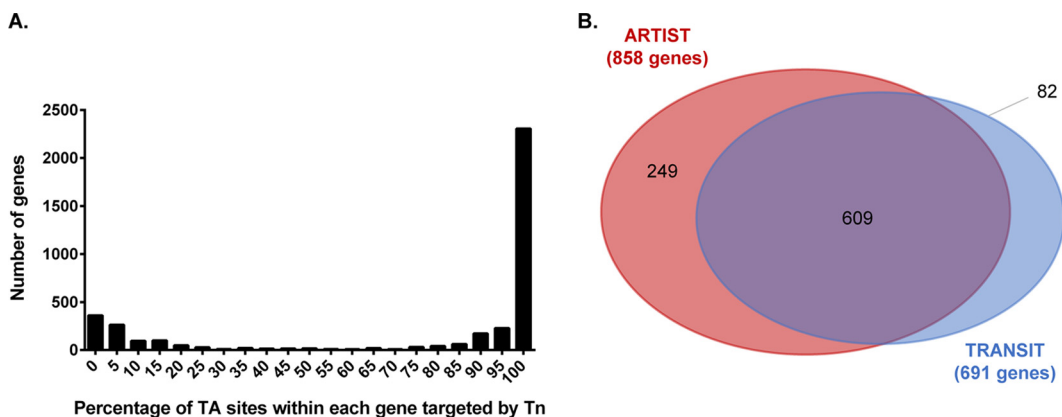 A.
B.
2500
2000
1500
1000
500
0
Number of genes
0 5 10 15 20 25 30 35 40 45 50 55 60 65 70 75 80 85 90 95 100
Percentage of TA sites within each gene targeted by Tn
ARTIST
(858 genes)
82
249
609
TRANSIT
(691 genes)